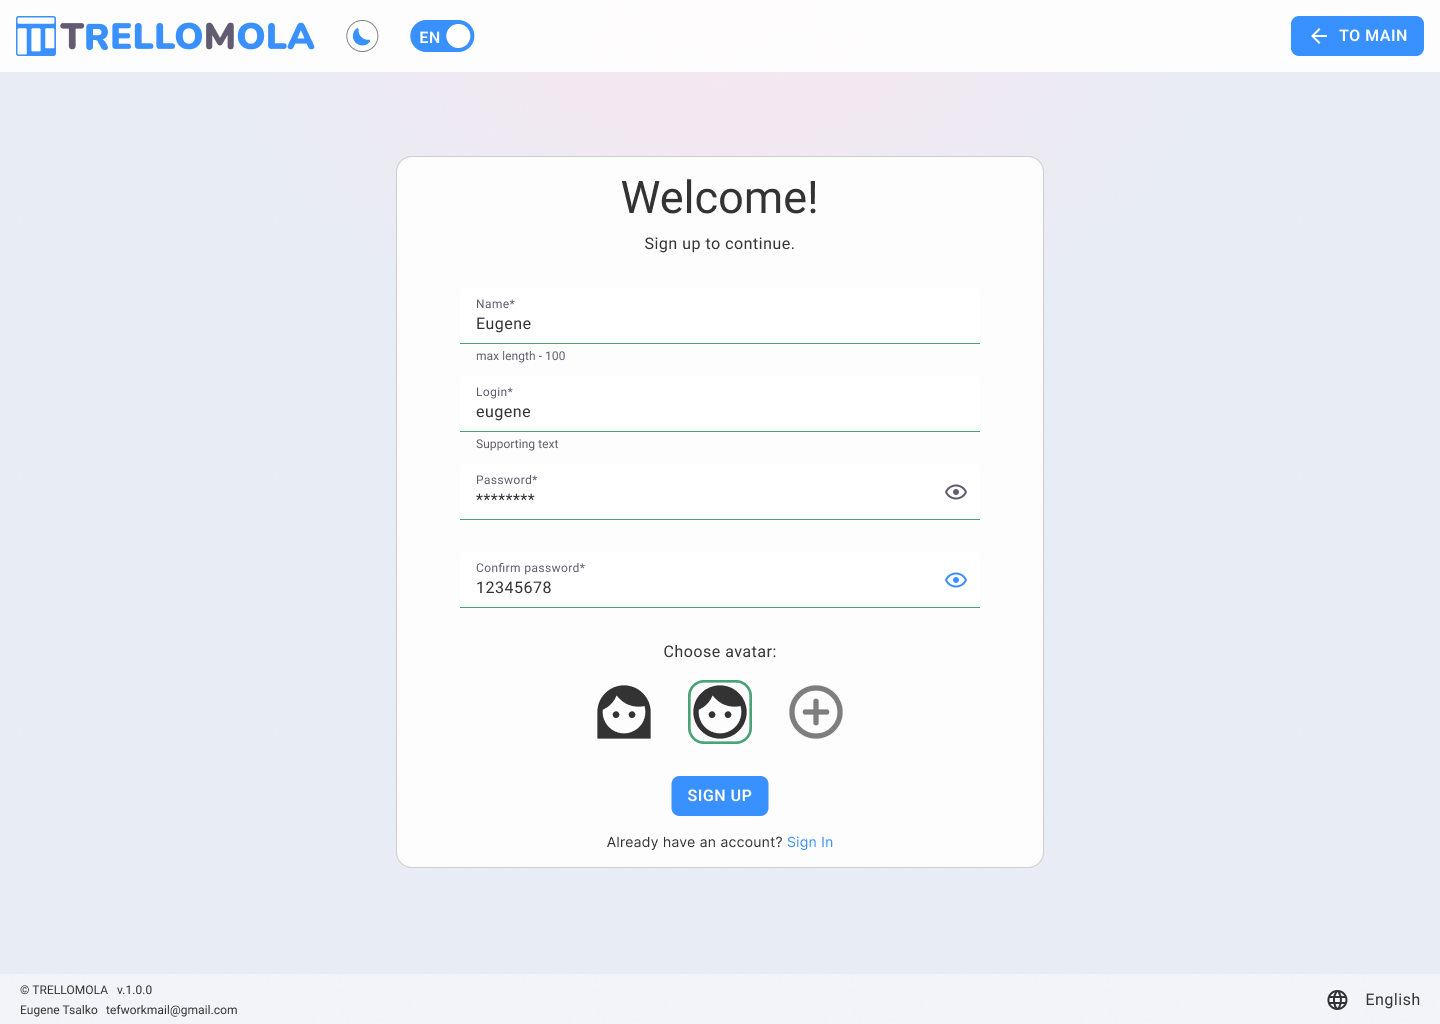 TRELLOMOLA
EN
TO MAIN
Welcome!
Sign up to continue.
Name*
Eugene
max length - 100
Login*
eugene
Supporting text
Password*
********
Confirm password*
12345678
Choose avatar:
SIGN UP
Already have an account? Sign In
© TRELLOMOLA v.1.0.0
Eugene Tsalko tefworkmail@gmail.com
English